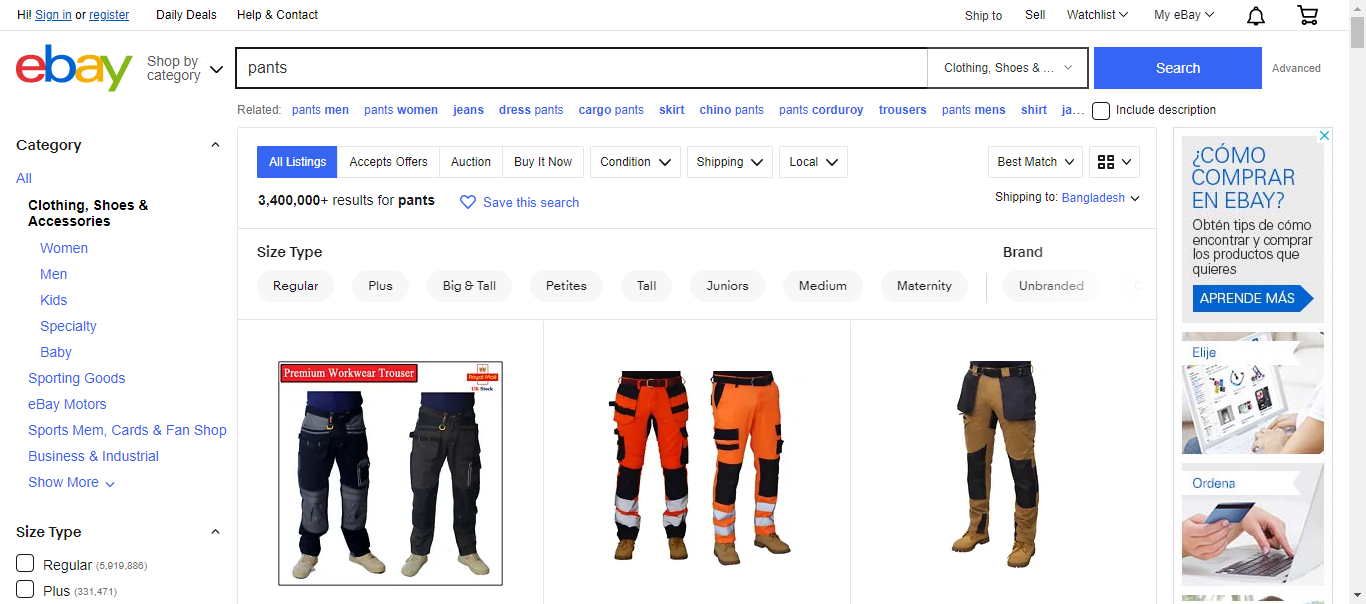 Hi! Sign in or register
Daily Deals
Help & Contact
Ship to
Sell
Watchlist
My eBay
ebay
Shop by
category
pants
Clothing, Shoes & ...
Search
Advanced
Related: pants men pants women jeans dress pants cargo pants skirt chino pants pants corduroy trousers pants mens shirt ja...
Include description
Category
All
Clothing, Shoes &
Accessories
Women
Men
Kids
Specialty
Baby
Sporting Goods
eBay Motors
Sports Mem, Cards & Fan Shop
Business & Industrial
Show More
Size Type
Regular (5,919,886)
Plus (331,471)
All Listings
Accepts Offers
Auction
Buy It Now
Condition
Shipping
Local
Best Match
3,400,000+ results for pants
Save this search
Shipping to: Bangladesh
Size Type
Regular
Plus
Big & Tall
Petites
Tall
Juniors
Medium
Maternity
Brand
Unbranded
Premium Workwear Trouser
Royal Mail
UK Stock
¿CÓMO
COMPRAR
EN EBAY?
Obtén tips de cómo
encontrar y comprar
los productos que
quieres
APRENDE MÁS
Elije
Ordena